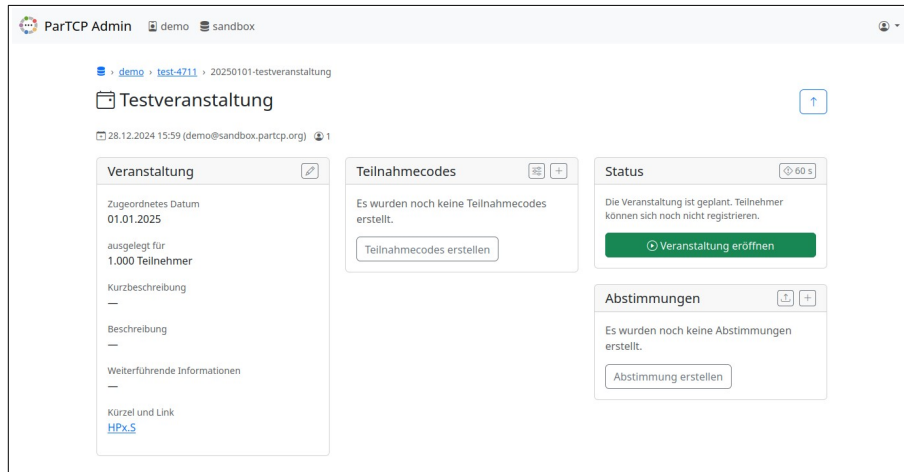 ParTCP Admin demo sandbox
› demo › test-4711 › 20250101-testveranstaltung
Testveranstaltung
28.12.2024 15:59 (demo@sandbox.partcp.org) 1
Veranstaltung
Zugeordnetes Datum
01.01.2025
ausgelegt für
1.000 Teilnehmer
Kurzbeschreibung
—
Beschreibung
—
Weiterführende Informationen
—
Kürzel und Link
HPx.S
Teilnahmecodes
Es wurden noch keine Teilnahmecodes
erstellt.
Teilnahmecodes erstellen
Status 60 s
Die Veranstaltung ist geplant. Teilnehmer
können sich noch nicht registrieren.
Veranstaltung eröffnen
Abstimmungen
Es wurden noch keine Abstimmungen
erstellt.
Abstimmung erstellen